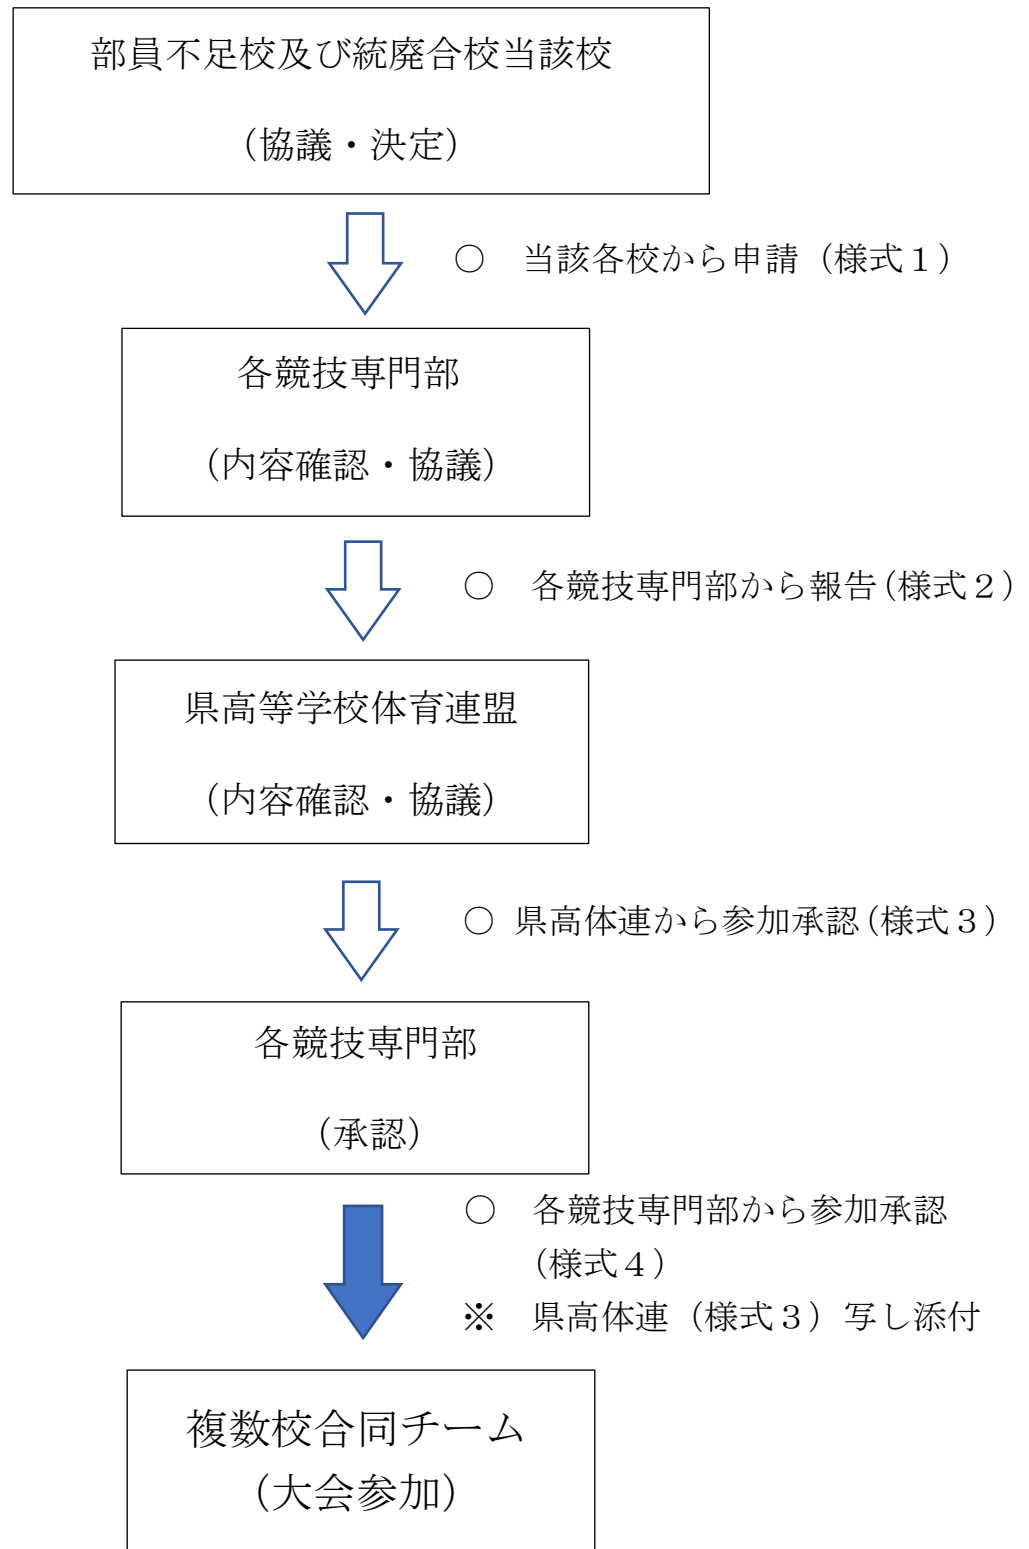 部員不足校及び統廃合校当該校
（協議・決定）
○　当該各校から申請（様式１）
各競技専門部
（内容確認・協議）
○　各競技専門部から報告（様式２）
県高等学校体育連盟
（内容確認・協議）
○ 県高体連から参加承認（様式３）
各競技専門部
（承認）
○　各競技専門部から参加承認
（様式４）
※　県高体連（様式３）写し添付
複数校合同チーム
（大会参加）